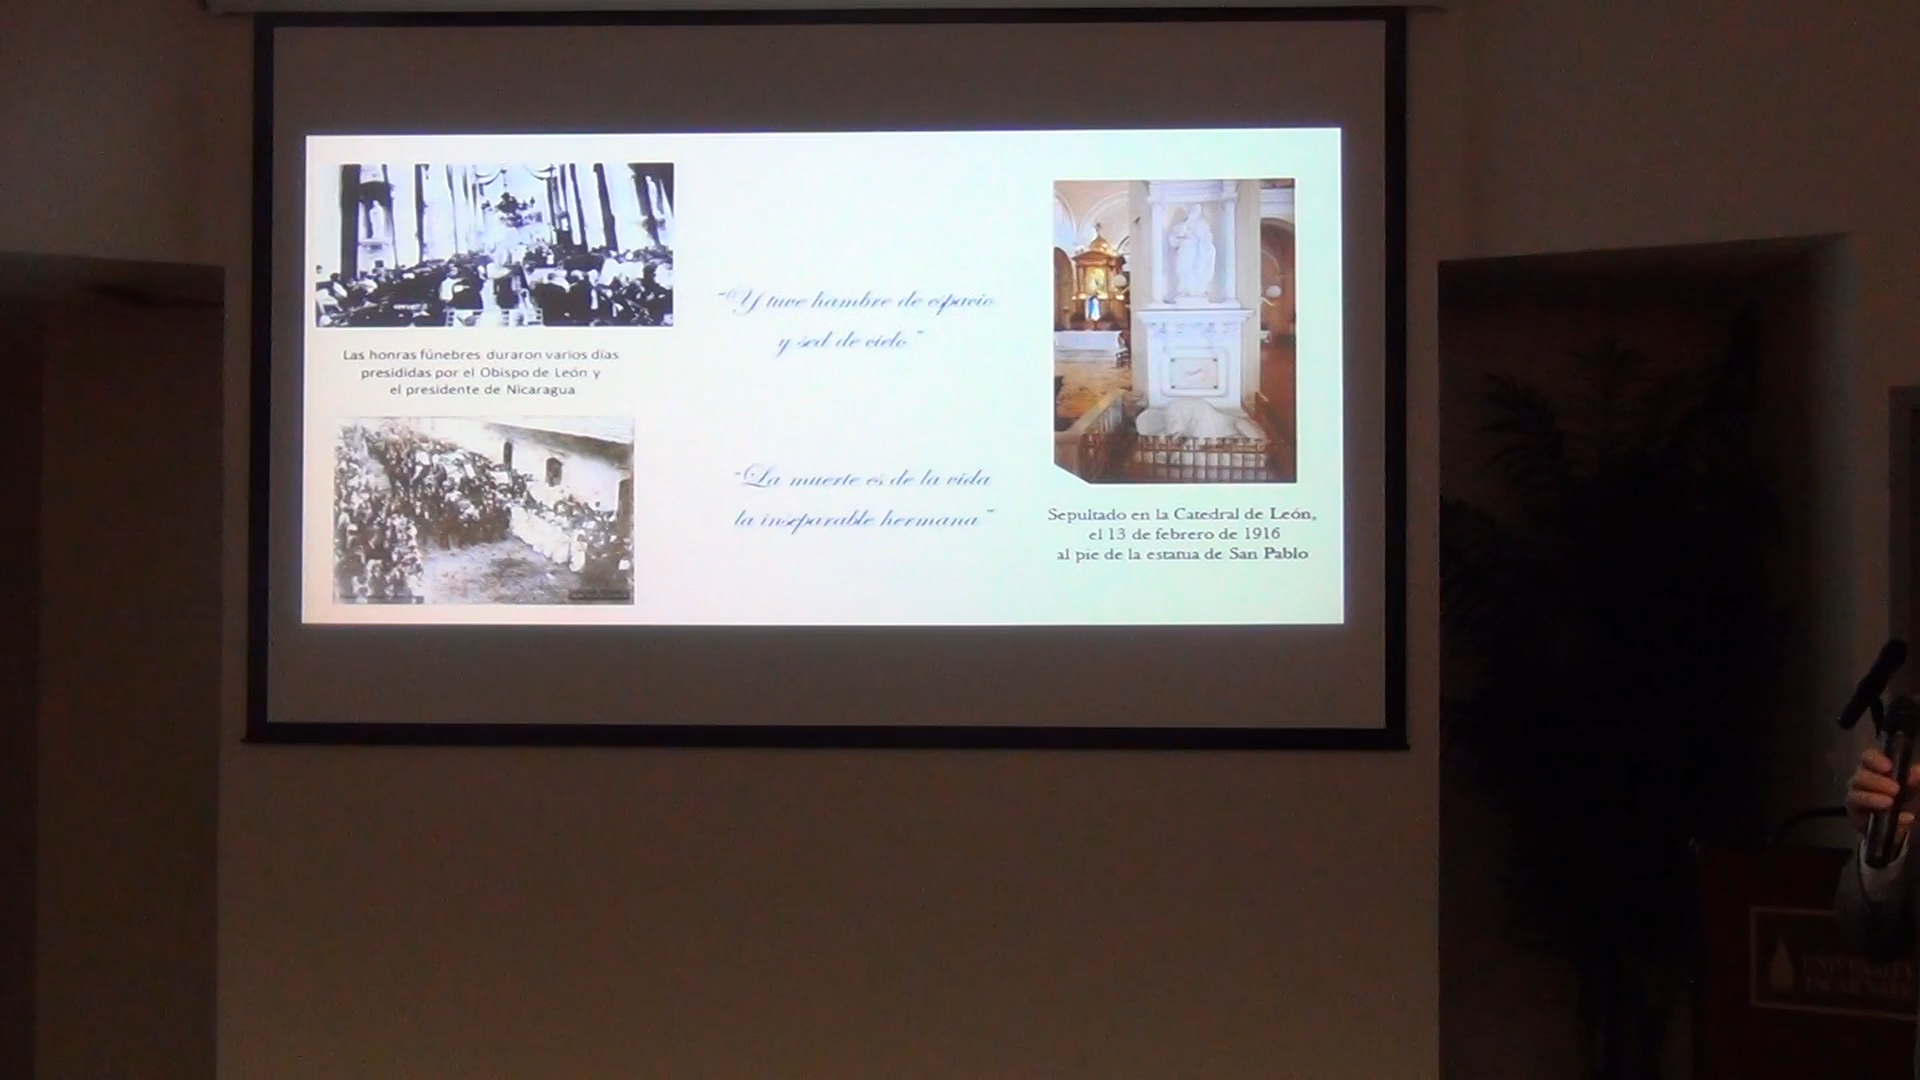 Las honras fúnebres duraron varios días
presididas por el Obispo de León y
el presidente de Nicaragua
"Y tuve hambre de espacio
y sed de cielo"
"La muerte es de la vida
la inseparable hermana"
Sepultado en la Catedral de León,
el 13 de febrero de 1916
al pie de la estatua de San Pablo
UNIVERSITY
INCARNATE